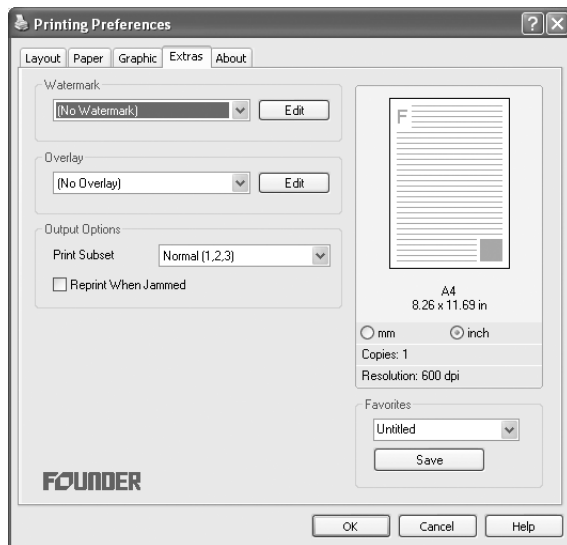 Printing Preferences
Layout Paper Graphic Extras About
Watermark
(No Watermark) Edit
Overlay
(No Overlay) Edit
Output Options
Print Subset Normal (1,2,3)
Reprint When Jammed
F
A4
8.26 x 11.69 in
mm inch
Copies: 1
Resolution: 600 dpi
Favorites
Untitled
Save
FOUNDER
OK Cancel Help